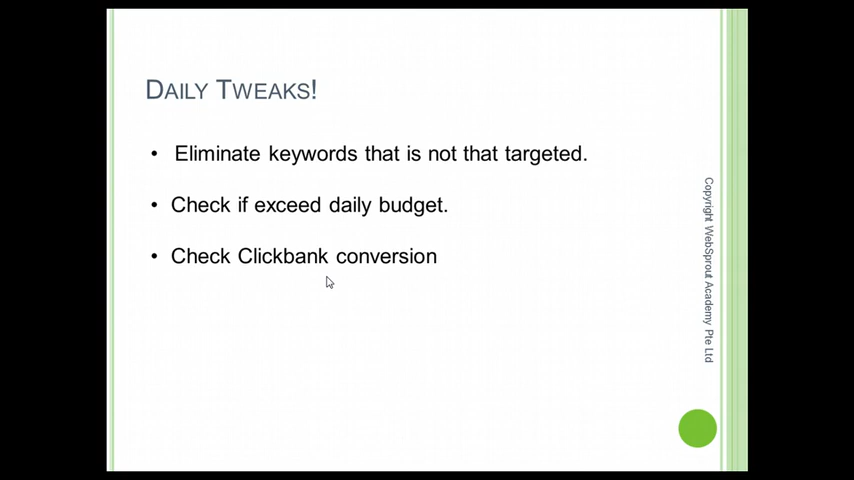 DAILY TWEAKS!
• Eliminate keywords that is not that targeted.
• Check if exceed daily budget.
• Check Clickbank conversion
Copyright WebSprout Academy Pte Ltd